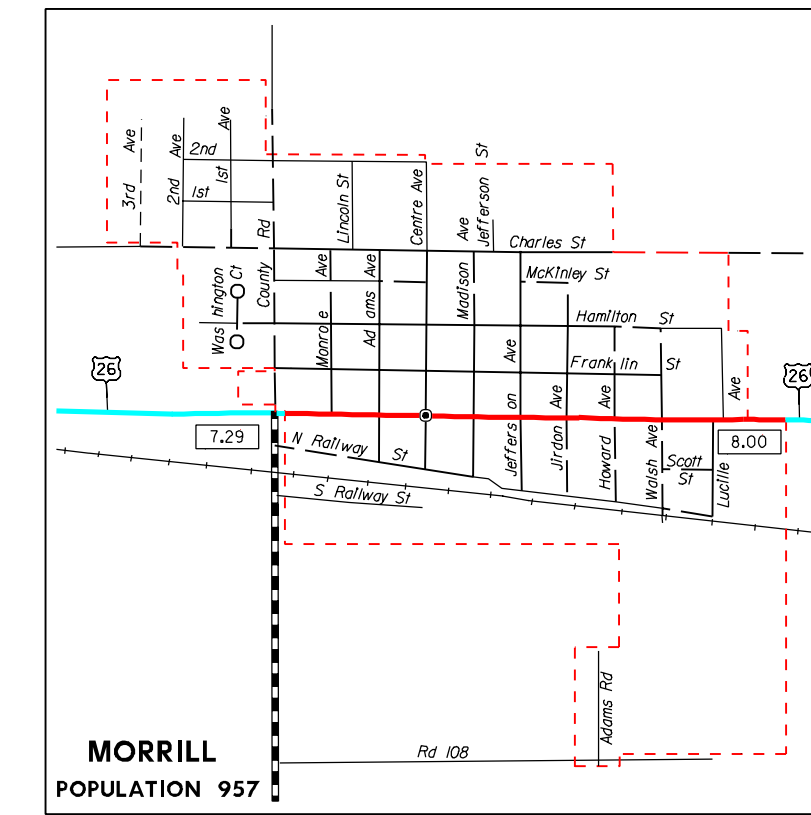 3rd Ave
2nd Ave
1st Ave
2nd
1st
Lincoln St
Centre Ave
Madison Ave
Jefferson St
Charles St
McKinley St
Hamilton St
Franklin St
County Rd
Washington Ct
Monroe Ave
Adams Ave
Jefferson Ave
Jirdon Ave
Howard Ave
Walsh Ave
Lucille Ave
Scott St
26
26
7.29
8.00
N Railway St
S Railway St
Adams Rd
Rd 108
MORRILL
POPULATION 957